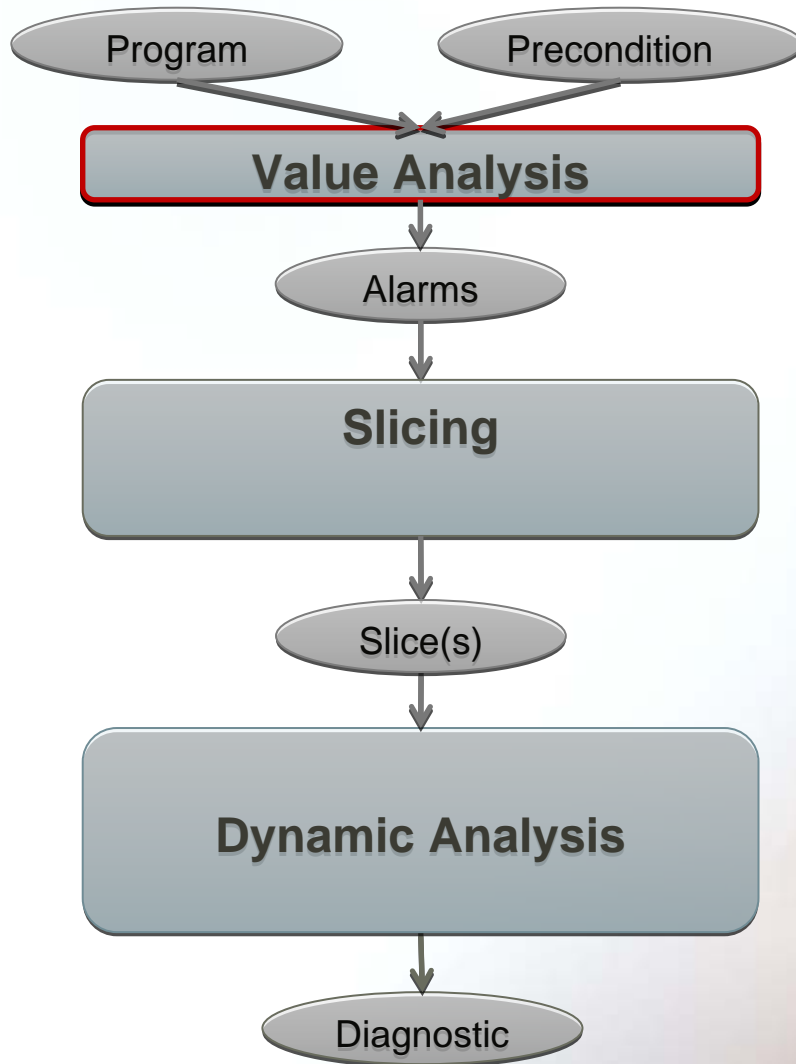 Program
Precondition
Value Analysis
Alarms
Slicing
Slice(s)
Dynamic Analysis
Diagnostic